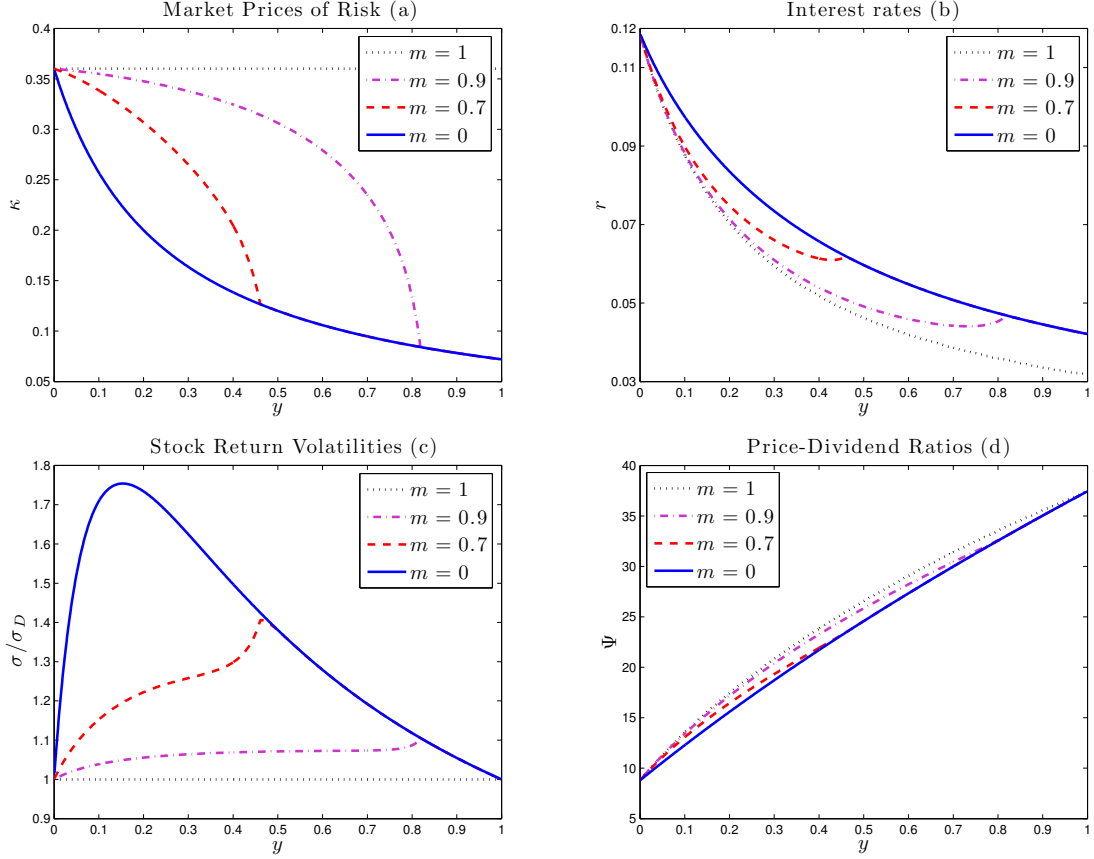 Market Prices of Risk (a)
0.4
0.35
0.3
0.25
0.2
0.15
0.1
0.05
κ
0 0.1 0.2 0.3 0.4 0.5 0.6 0.7 0.8 0.9 1
y
m = 1
m = 0.9
m = 0.7
m = 0
Interest rates (b)
0.12
0.09
0.06
0.03
r
0 0.1 0.2 0.3 0.4 0.5 0.6 0.7 0.8 0.9 1
y
m = 1
m = 0.9
m = 0.7
m = 0
Stock Return Volatilities (c)
1.8
1.7
1.6
1.5
1.4
1.3
1.2
1.1
1
0.9
σ/σ_D
0 0.1 0.2 0.3 0.4 0.5 0.6 0.7 0.8 0.9 1
y
m = 1
m = 0.9
m = 0.7
m = 0
Price-Dividend Ratios (d)
40
35
30
25
20
15
10
5
Ψ
0 0.1 0.2 0.3 0.4 0.5 0.6 0.7 0.8 0.9 1
y
m = 1
m = 0.9
m = 0.7
m = 0